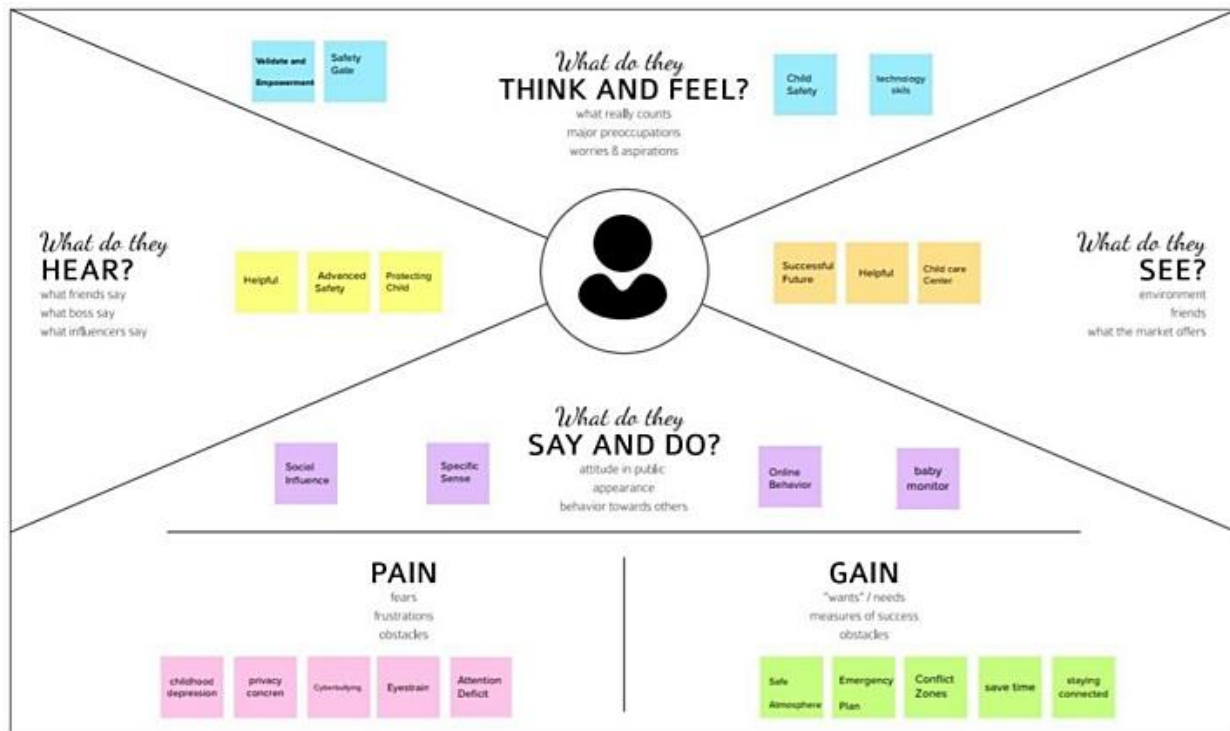 What do they
THINK AND FEEL?
what really counts
major preoccupations
worries & aspirations
Validate and
Empowerment
Safety
Gate
Child
Safety
technology
skils
What do they
HEAR?
what friends say
what boss say
what influencers say
Helpful
Advanced
Safety
Protecting
Child
Successful
Future
Helpful
Child care
Center
What do they
SEE?
environment
friends
what the market offers
What do they
SAY AND DO?
attitude in public
appearance
behavior towards others
Social
Influence
Specific
Sense
Online
Behavior
baby
monitor
PAIN
fears
frustrations
obstacles
childhood
depression
privacy
concren
Cyberbullying
Eyestrain
Attention
Deficit
GAIN
"wants" / needs
measures of success
obstacles
Safe
Atmosphere
Emergency
Plan
Conflict
Zones
save time
staying
connected